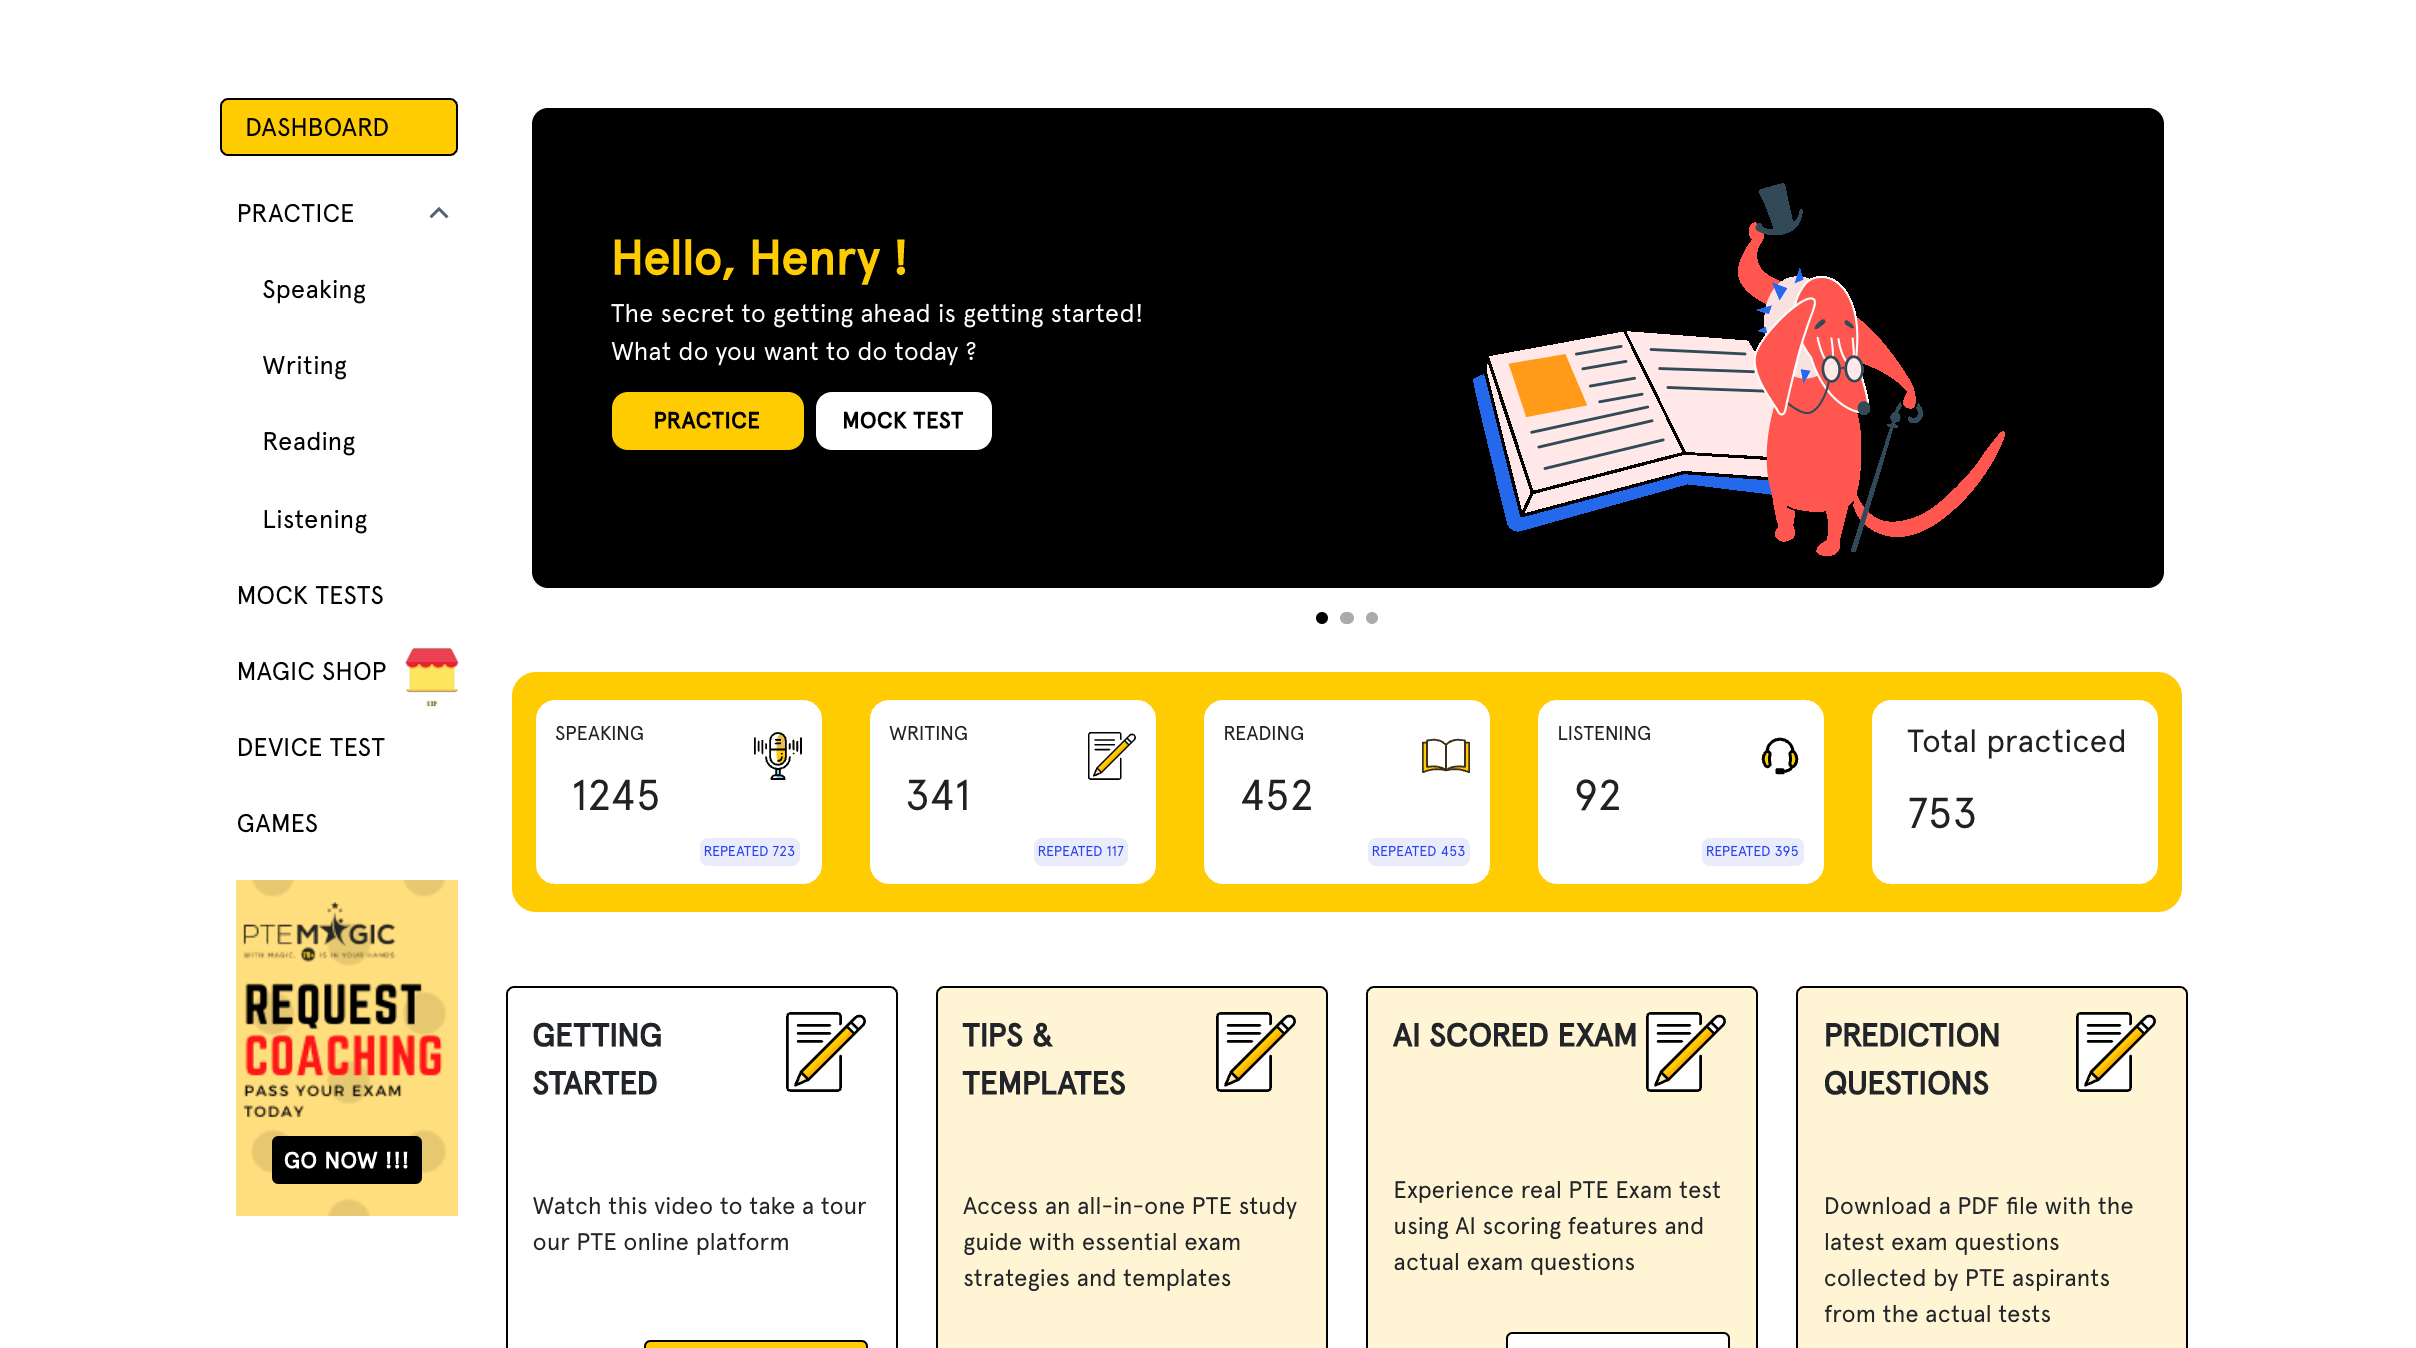 DASHBOARD
PRACTICE
Speaking
Writing
Reading
Listening
MOCK TESTS
MAGIC SHOP
DEVICE TEST
GAMES
PTE MAGIC
WITH MAGIC, IS IN YOUR HANDS
REQUEST
COACHING
PASS YOUR EXAM
TODAY
GO NOW !!!
Hello, Henry !
The secret to getting ahead is getting started!
What do you want to do today ?
PRACTICE
MOCK TEST
SPEAKING
1245
REPEATED 723
WRITING
341
REPEATED 117
READING
452
REPEATED 453
LISTENING
92
REPEATED 395
Total practiced
753
GETTING
STARTED
Watch this video to take a tour
our PTE online platform
TIPS &
TEMPLATES
Access an all-in-one PTE study
guide with essential exam
strategies and templates
AI SCORED EXAM
Experience real PTE Exam test
using AI scoring features and
actual exam questions
PREDICTION
QUESTIONS
Download a PDF file with the
latest exam questions
collected by PTE aspirants
from the actual tests